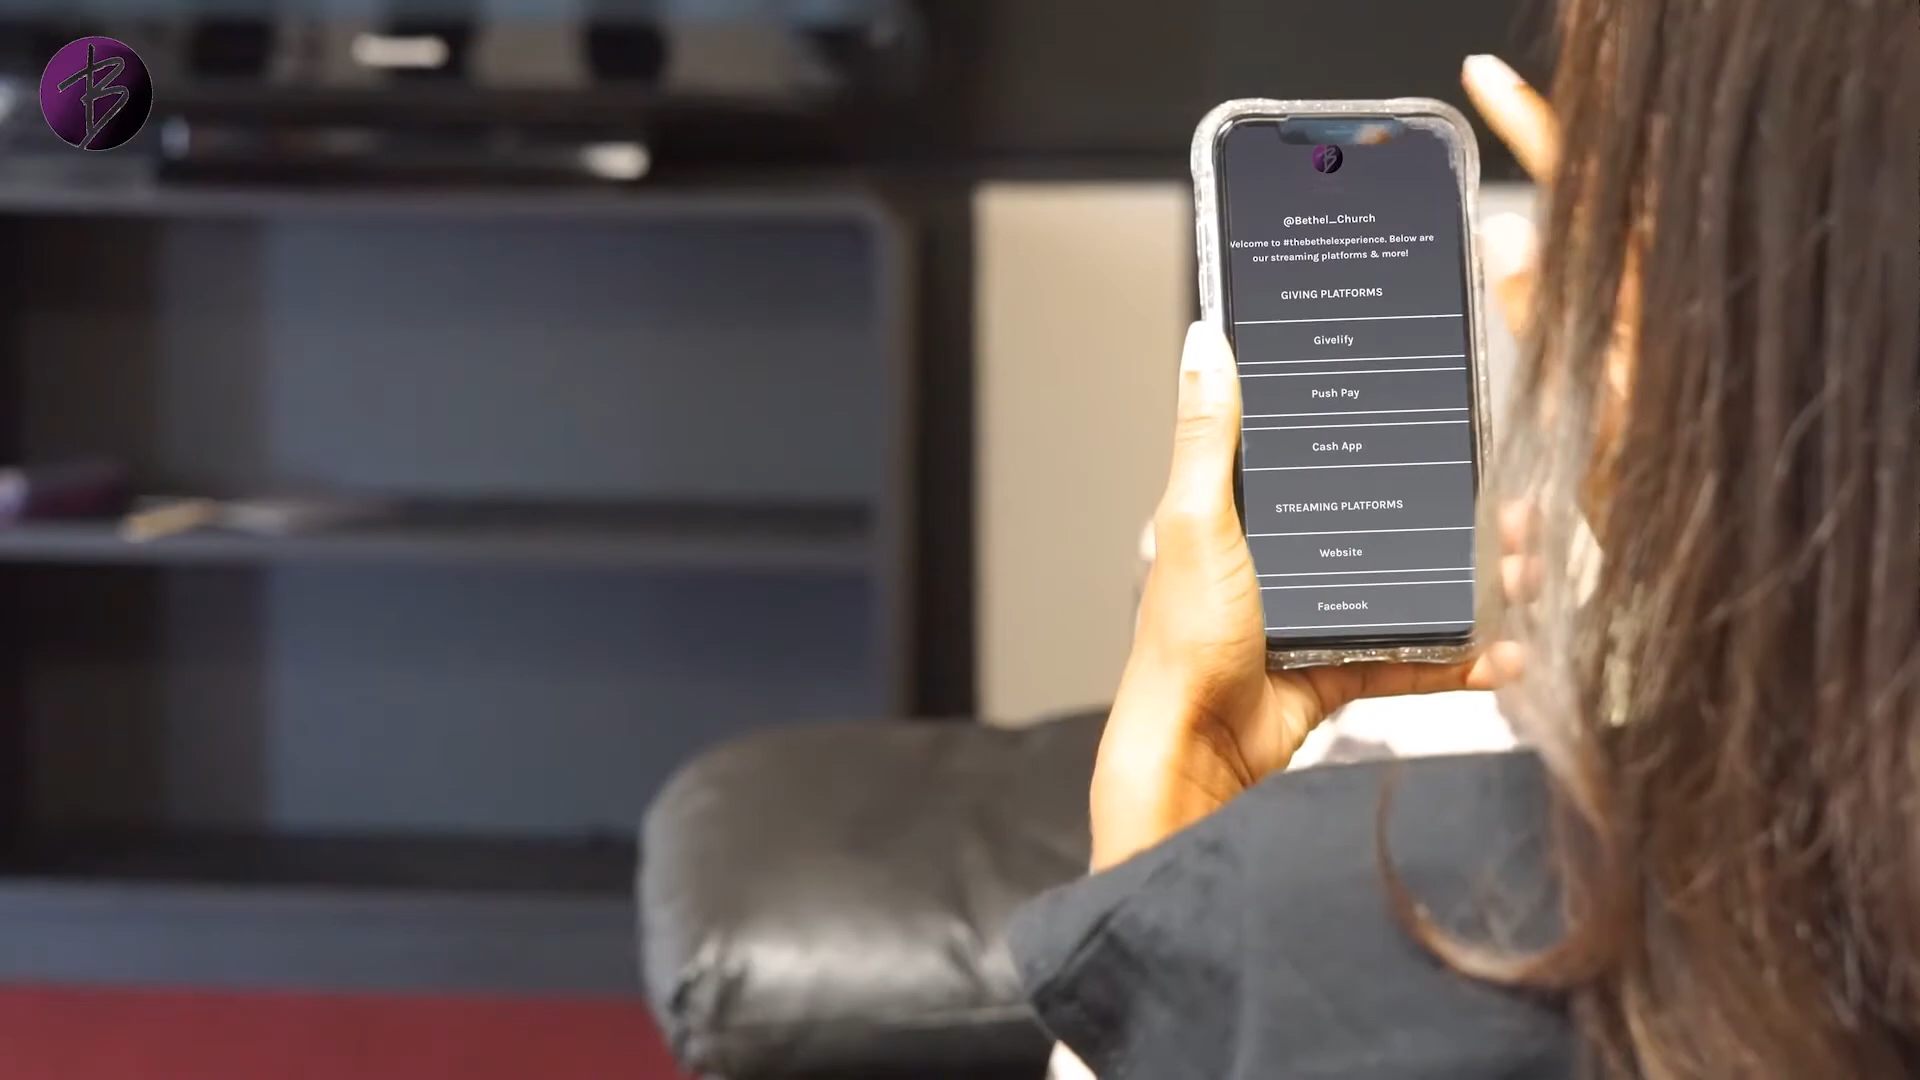 B
B
@Bethel_Church
Welcome to #thebethelexperience. Below are
our streaming platforms & more!
GIVING PLATFORMS
Givelify
Push Pay
Cash App
STREAMING PLATFORMS
Website
Facebook